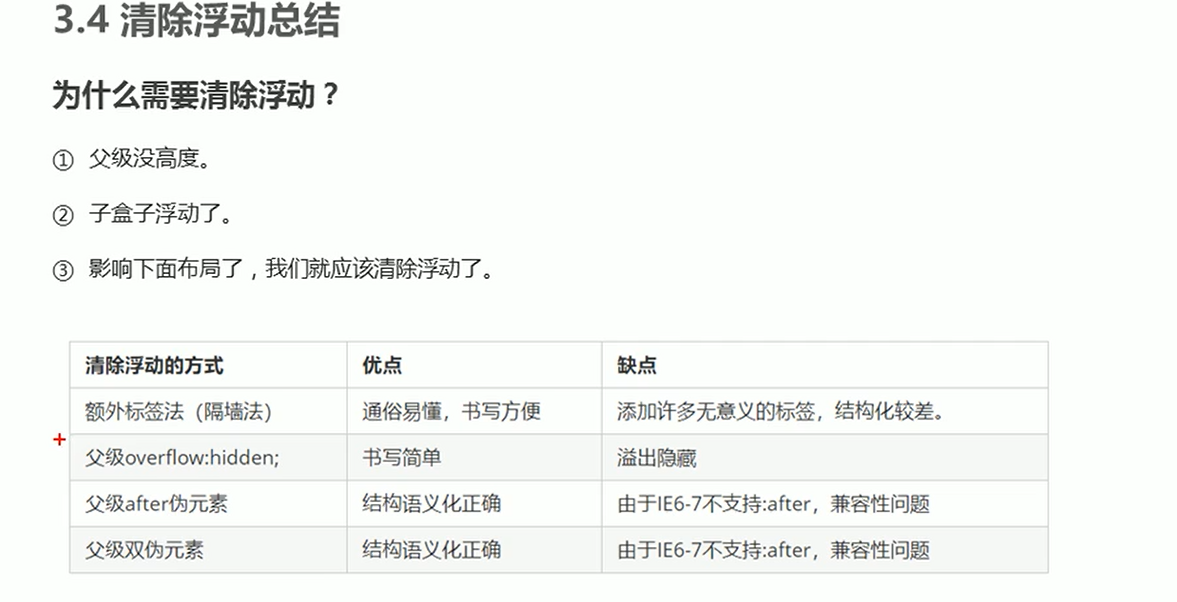 3.4 清除浮动总结
为什么需要清除浮动？
① 父级没高度。
② 子盒子浮动了。
③ 影响下面布局了，我们就应该清除浮动了。
清除浮动的方式 优点 缺点
额外标签法（隔墙法） 通俗易懂，书写方便 添加许多无意义的标签，结构化较差。
父级overflow:hidden; 书写简单 溢出隐藏
父级after伪元素 结构语义化正确 由于IE6-7不支持:after，兼容性问题
父级双伪元素 结构语义化正确 由于IE6-7不支持:after，兼容性问题